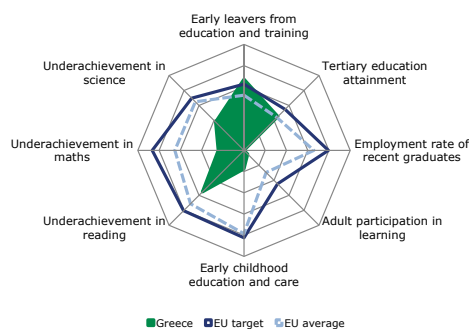 Early leavers from
education and training
Underachievement in
science
Tertiary education
attainment
Underachievement in
maths
Employment rate of
recent graduates
Underachievement in
reading
Adult participation in
learning
Early childhood
education and care
Greece EU target EU average